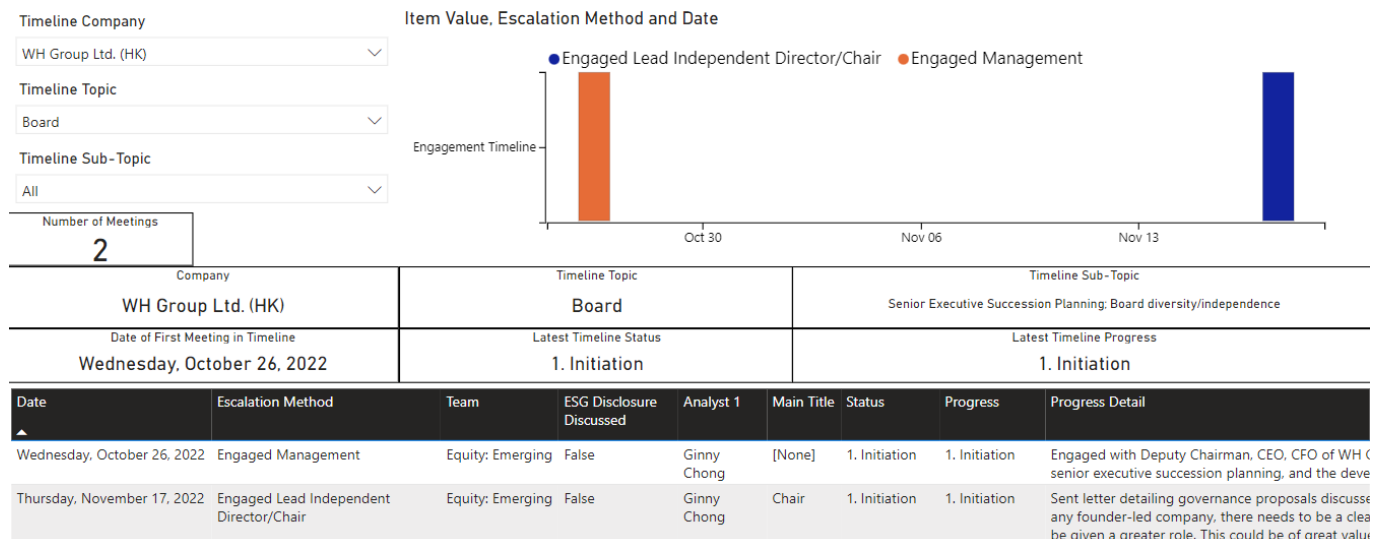 Timeline Company
WH Group Ltd. (HK)
Timeline Topic
Board
Timeline Sub-Topic
All
Number of Meetings
2
Item Value, Escalation Method and Date
Engaged Lead Independent Director/Chair Engaged Management
Engagement Timeline
Oct 30 Nov 06 Nov 13
Company Timeline Topic Timeline Sub-Topic
WH Group Ltd. (HK) Board Senior Executive Succession Planning; Board diversity/independence
Date of First Meeting in Timeline Latest Timeline Status Latest Timeline Progress
Wednesday, October 26, 2022 1. Initiation 1. Initiation
Date Escalation Method Team ESG Disclosure Analyst 1 Main Title Status Progress Progress Detail
Discussed
Wednesday, October 26, 2022 Engaged Management Equity: Emerging False Ginny [None] 1. Initiation 1. Initiation Engaged with Deputy Chairman, CEO, CFO of WH
Chong senior executive succession planning, and the deve
Thursday, November 17, 2022 Engaged Lead Independent Equity: Emerging False Ginny Chair 1. Initiation 1. Initiation Sent letter detailing governance proposals discusse
Director/Chair Chong any founder-led company, there needs to be a clea
be given a greater role. This could be of great value